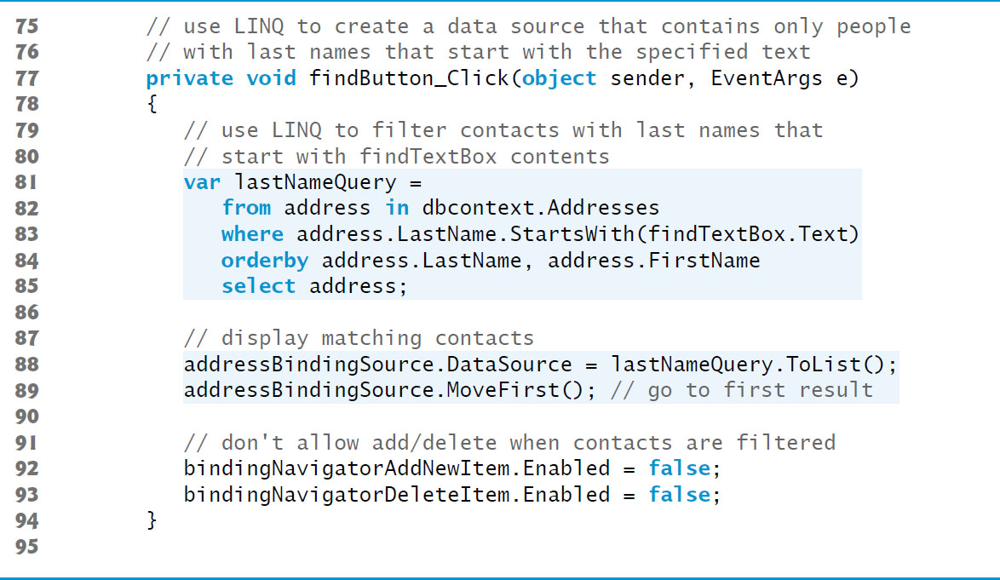 75 // use LINQ to create a data source that contains only people
76 // with last names that start with the specified text
77 private void findButton_Click(object sender, EventArgs e)
78 {
79 // use LINQ to filter contacts with last names that
80 // start with findTextBox contents
81 var lastNameQuery =
82 from address in dbcontext.Addresses
83 where address.LastName.StartsWith(findTextBox.Text)
84 orderby address.LastName, address.FirstName
85 select address;
86
87 // display matching contacts
88 addressBindingSource.DataSource = lastNameQuery.ToList();
89 addressBindingSource.MoveFirst(); // go to first result
90
91 // don't allow add/delete when contacts are filtered
92 bindingNavigatorAddNewItem.Enabled = false;
93 bindingNavigatorDeleteItem.Enabled = false;
94 }
95